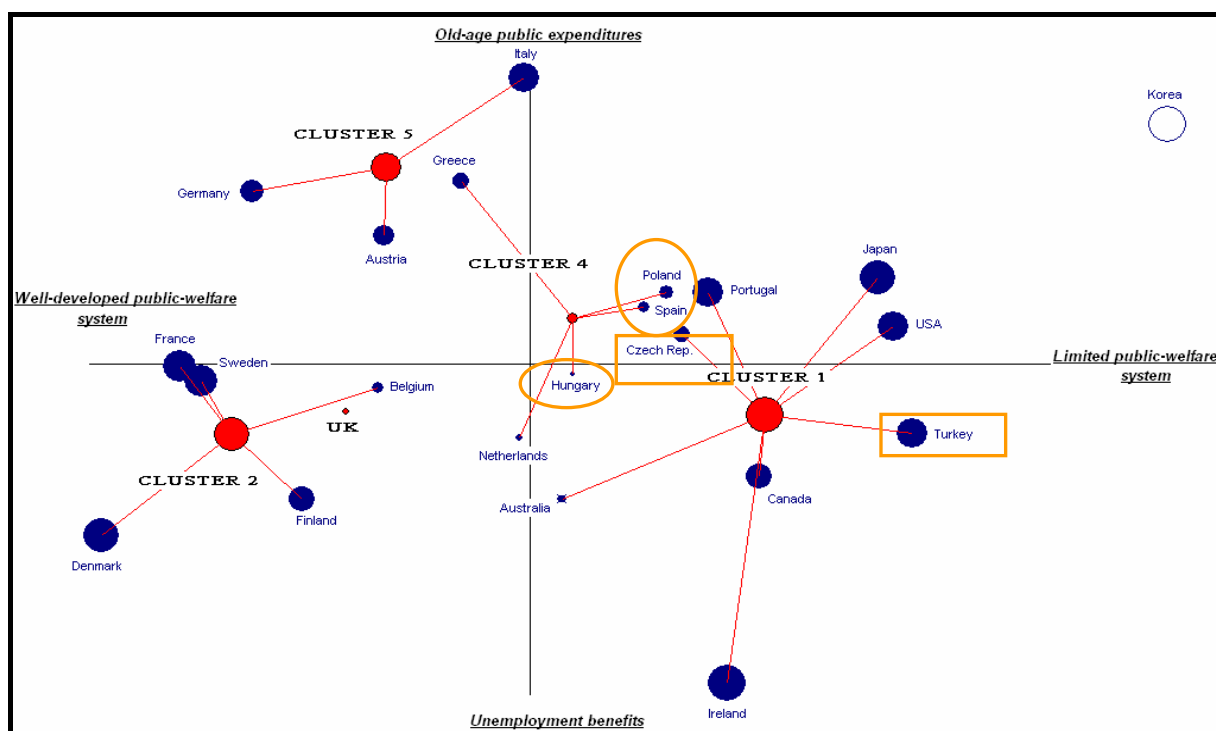 Old-age public expenditures
Italy
Korea
CLUSTER 5
Greece
Germany
Austria
Japan
CLUSTER 4
Poland
Portugal
Spain
USA
Well-developed public-welfare
system
France
Sweden
Czech Rep.
Limited public-welfare
system
CLUSTER 1
Belgium
Hungary
UK
Turkey
Netherlands
CLUSTER 2
Canada
Australia
Finland
Denmark
Ireland
Unemployment benefits